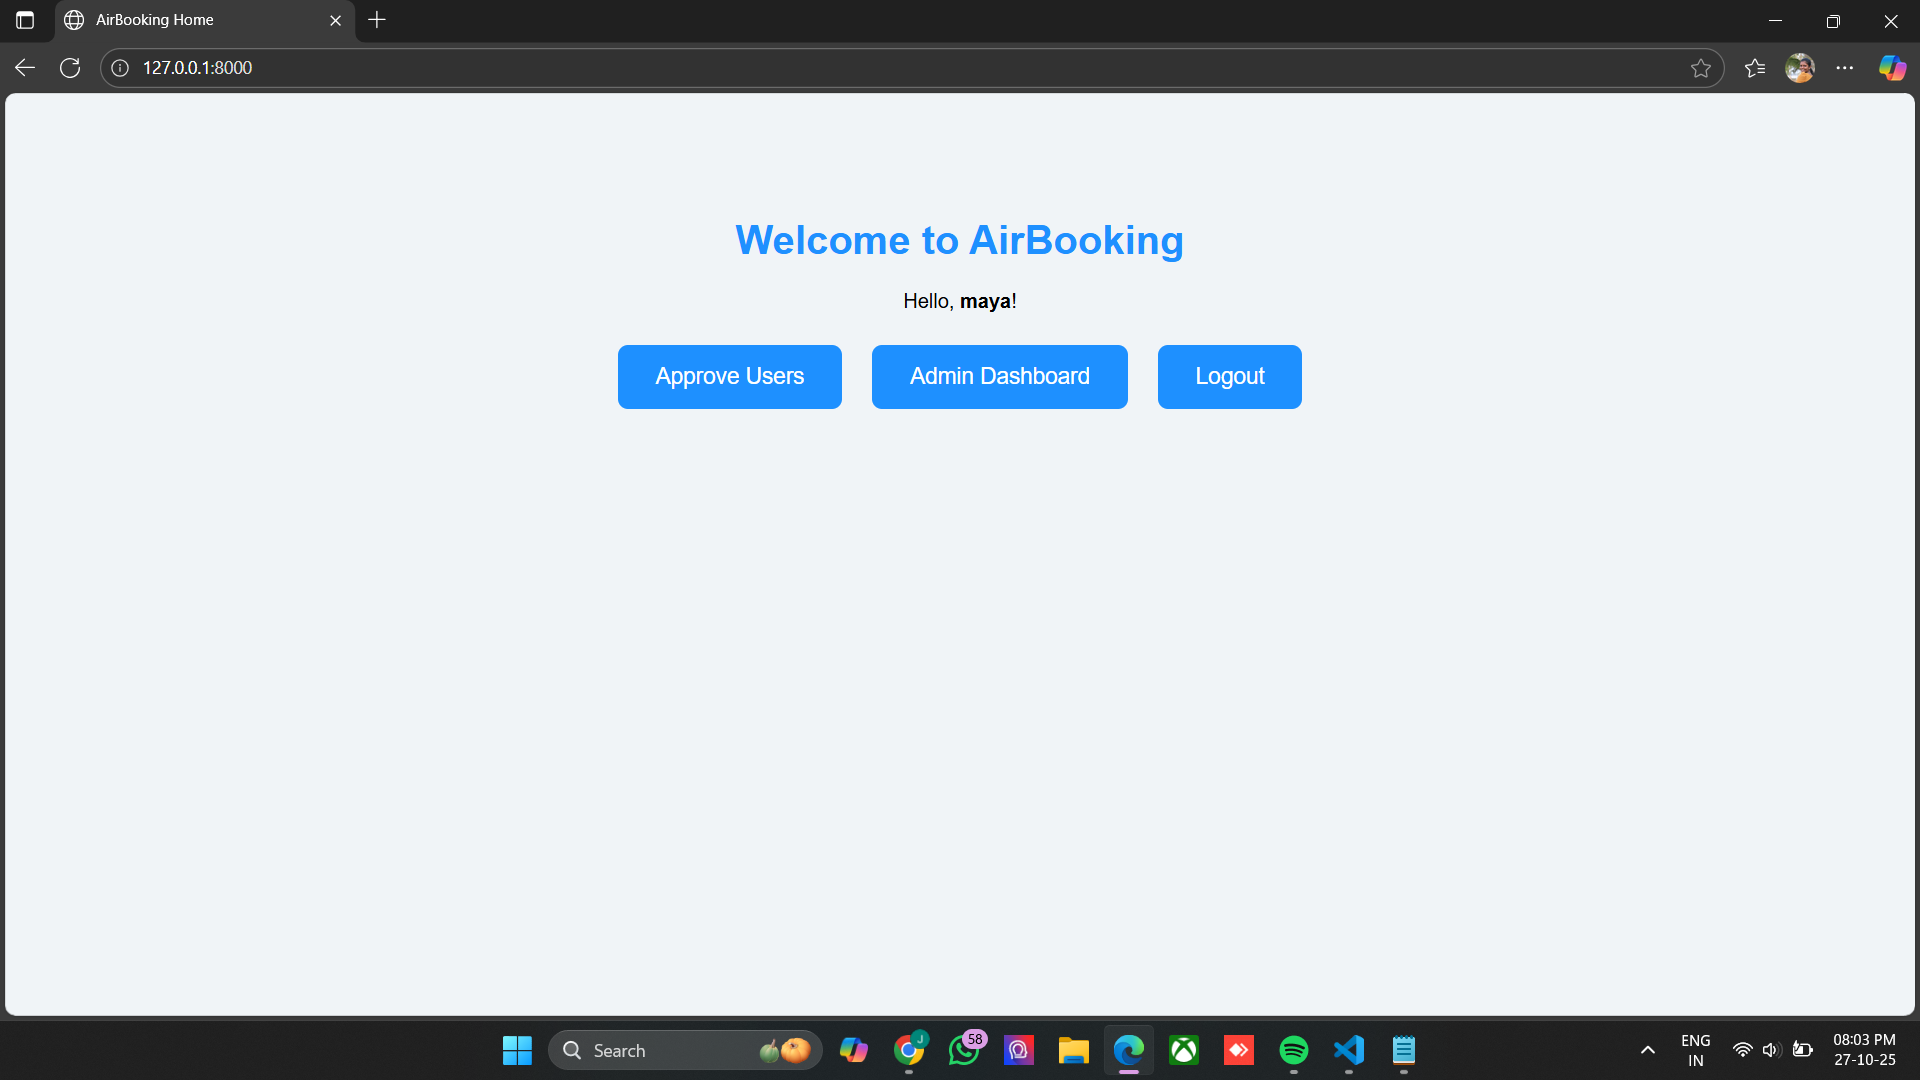 AirBooking Home
127.0.0.1:8000
Welcome to AirBooking
Hello, maya!
Approve Users
Admin Dashboard
Logout
Search
J
58
ENG
IN
08:03 PM
27-10-25